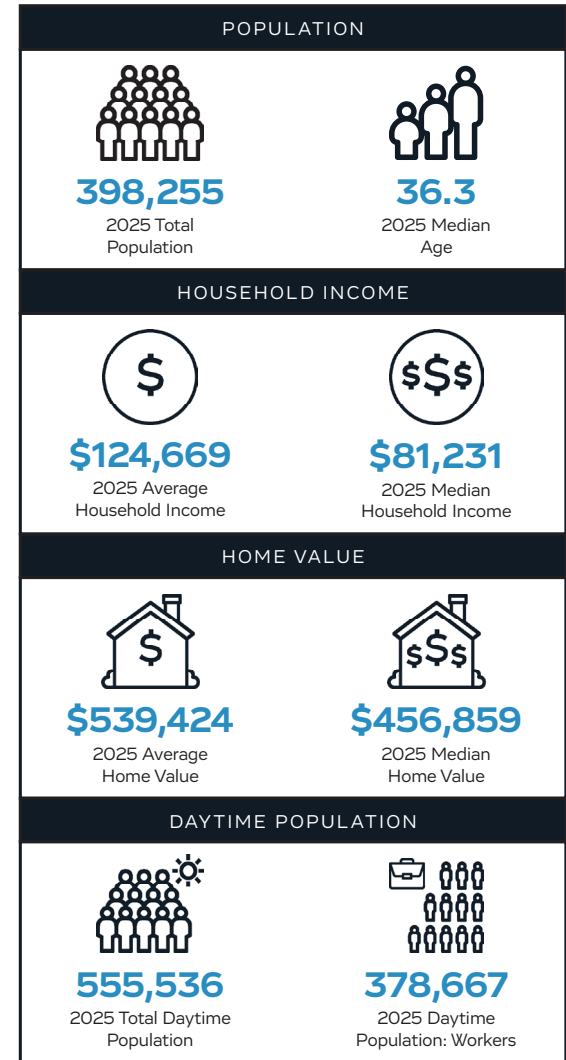 POPULATION
398,255
2025 Total
Population
36.3
2025 Median
Age
HOUSEHOLD INCOME
$
$124,669
2025 Average
Household Income
$$$
$81,231
2025 Median
Household Income
HOME VALUE
$
$539,424
2025 Average
Home Value
$$$
$456,859
2025 Median
Home Value
DAYTIME POPULATION
555,536
2025 Total Daytime
Population
378,667
2025 Daytime
Population: Workers